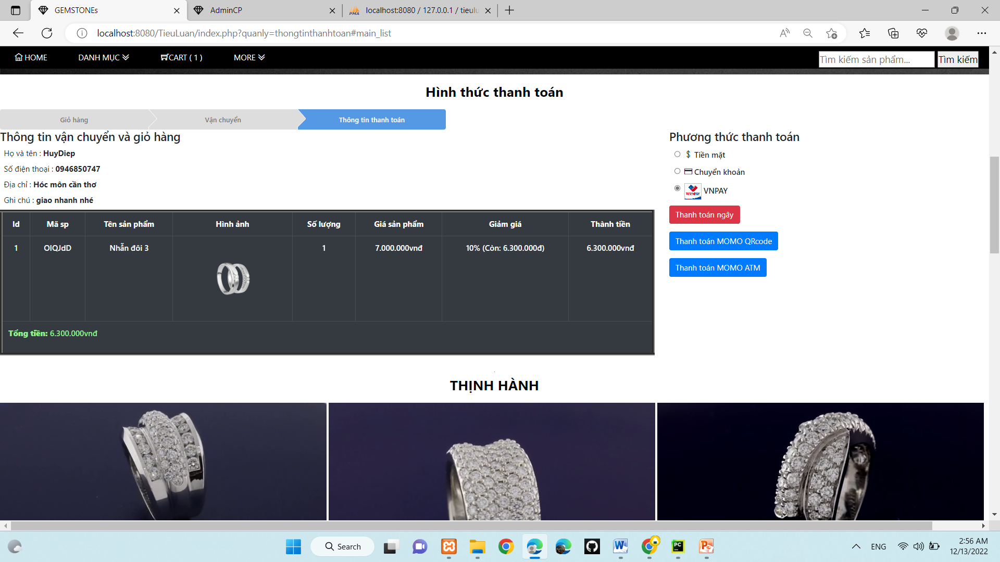 GEMSTONEs
AdminCP
localhost:8080 / 127.0.0.1 / tieulu
localhost:8080/TieuLuan/index.php?quanly=thongtinthanhtoan#main_list
HOME DANH MỤC CART ( 1 ) MORE Tìm kiếm sản phẩm... Tìm kiếm
Hình thức thanh toán
Giỏ hàng Vận chuyển Thông tin thanh toán
Thông tin vận chuyển và giỏ hàng
Họ và tên : HuyDiep
Số điện thoại : 0946850747
Địa chỉ : Hóc môn cần thơ
Ghi chú : giao nhanh nhé
Id Mã sp Tên sản phẩm Hình ảnh Số lượng Giá sản phẩm Giảm giá Thành tiền
1 OIQJdD Nhẫn đôi 3 1 7.000.000vnđ 10% (Còn: 6.300.000đ) 6.300.000vnđ
Tổng tiền: 6.300.000vnđ
Phương thức thanh toán
Tiền mặt
Chuyển khoản
VNPAY
Thanh toán ngây
Thanh toán MOMO QRcode
Thanh toán MOMO ATM
THỊNH HÀNH
Search
ENG
2:56 AM
12/13/2022